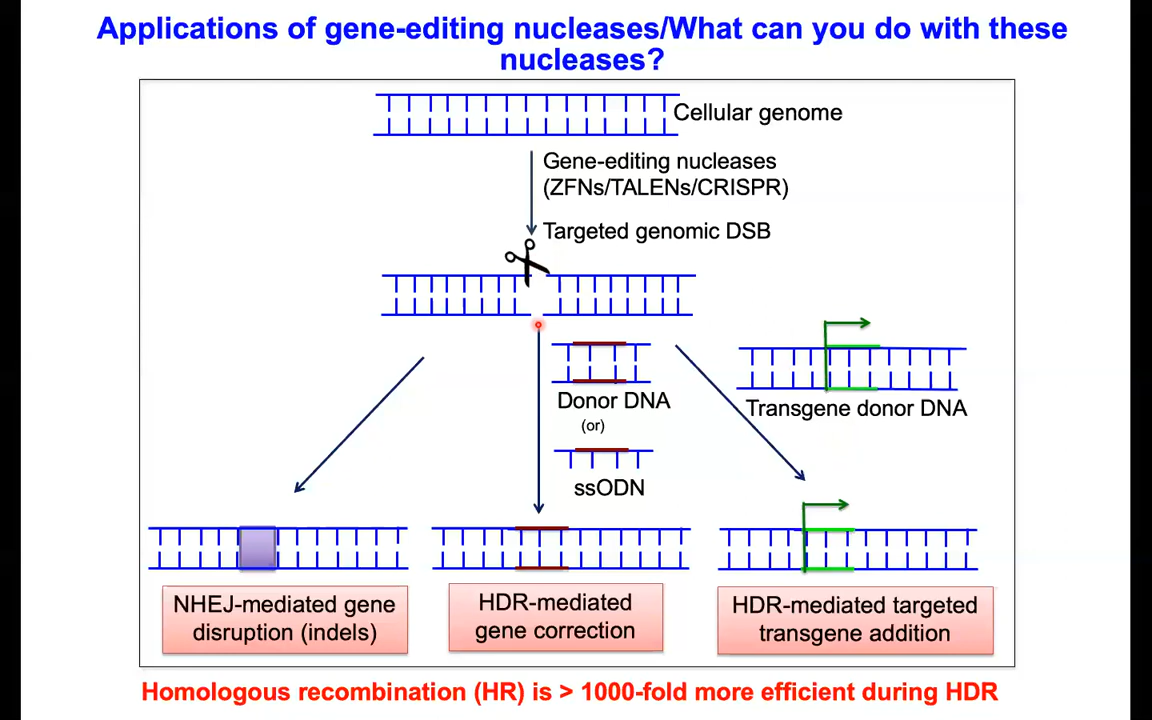 Applications of gene-editing nucleases/What can you do with these
nucleases?
Cellular genome
Gene-editing nucleases
(ZFNs/TALENs/CRISPR)
Targeted genomic DSB
Donor DNA
(or)
ssODN
Transgene donor DNA
NHEJ-mediated gene
disruption (indels)
HDR-mediated
gene correction
HDR-mediated targeted
transgene addition
Homologous recombination (HR) is > 1000-fold more efficient during HDR